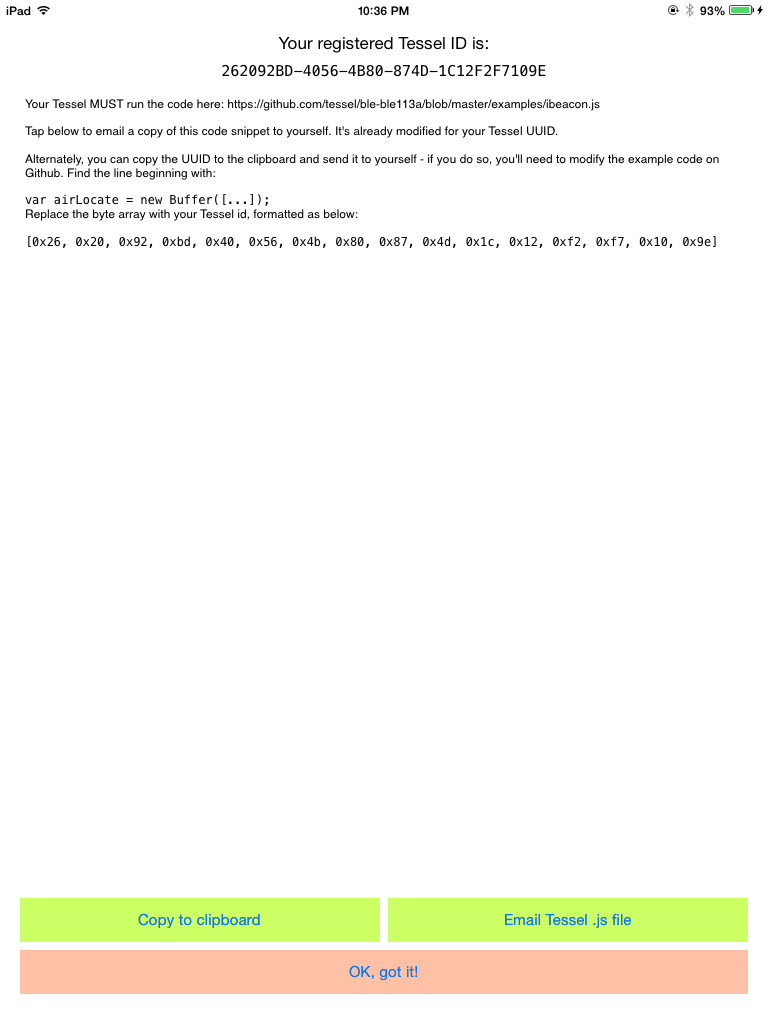 iPad 10:36 PM 93%
Your registered Tessel ID is:
262092BD-4056-4B80-874D-1C12F2F7109E
Your Tessel MUST run the code here: https://github.com/tessel/ble-ble113a/blob/master/examples/ibeacon.js
Tap below to email a copy of this code snippet to yourself. It's already modified for your Tessel UUID.
Alternately, you can copy the UUID to the clipboard and send it to yourself - if you do so, you'll need to modify the example code on
Github. Find the line beginning with:
var airLocate = new Buffer([...]);
Replace the byte array with your Tessel id, formatted as below:
[0x26, 0x20, 0x92, 0xbd, 0x40, 0x56, 0x4b, 0x80, 0x87, 0x4d, 0x1c, 0x12, 0xf2, 0xf7, 0x10, 0x9e]
Copy to clipboard
Email Tessel .js file
OK, got it!